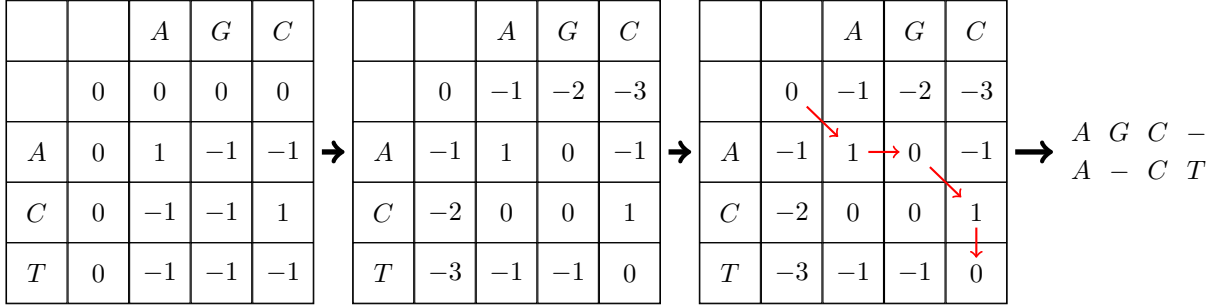 A G C A G C A G C
0 0 0 0 0 −1 −2 −3 0 −1 −2 −3
A 0 1 −1 −1 A −1 1 0 −1 A −1 1 0 −1 A G C −
C 0 −1 −1 1 C −2 0 0 1 C −2 0 0 1 A − C T
T 0 −1 −1 −1 T −3 −1 −1 0 T −3 −1 −1 0